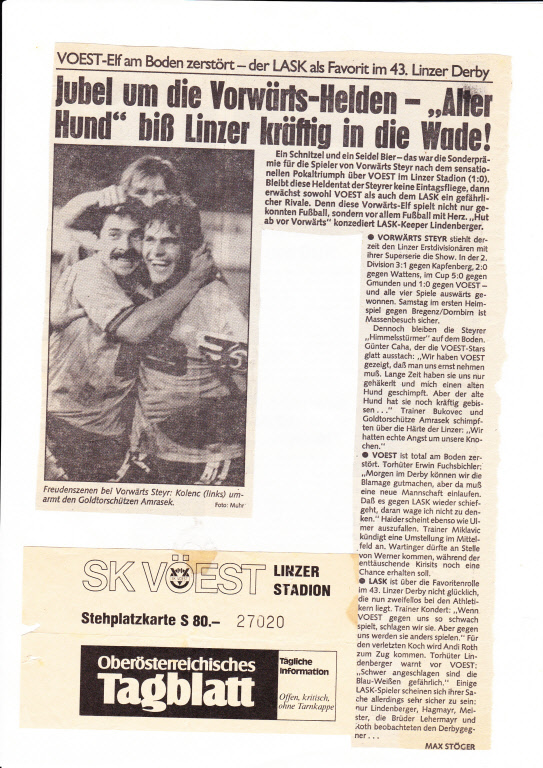 VOEST-Elf am Boden zerstört – der LASK als Favorit im 43. Linzer Derby
Jubel um die Vorwärts-Helden – „Alter
Hund“ biß Linzer kräftig in die Wade!
Ein Schnitzel und ein Seidel Bier – das war die Sonderprä-
mie für die Spieler von Vorwärts Steyr nach dem sensatio-
nellen Pokaltriumph über VOEST im Linzer Stadion (1:0).
Bleibt diese Heldentat der Steyrer keine Eintagsfliege, dann
erwächst sowohl VOEST als auch dem LASK ein gefährli-
cher Rivale. Denn diese Vorwärts-Elf spielt nicht nur ge-
konnten Fußball, sondern vor allem Fußball mit Herz. „Hut
ab vor Vorwärts“ konzediert LASK-Keeper Lindenberger.
● VORWÄRTS STEYR stiehlt der-
zeit den Linzer Erstdivisionären mit
ihrer Superserie die Show. In der 2.
Division 3:1 gegen Kapfenberg, 2:0
gegen Wattens, im Cup 5:0 gegen
Gmunden und 1:0 gegen VOEST –
und alle vier Spiele auswärts ge-
wonnen. Samstag im ersten Heim-
spiel gegen Bregenz/Dornbirn ist
Massenbesuch sicher.
Dennoch bleiben die Steyrer
„Himmelsstürmer“ auf dem Boden.
Günter Caha, der die VOEST-Stars
glatt ausstach: „Wir haben VOEST
gezeigt, daß man uns ernst nehmen
muß. Lange Zeit haben sie uns nur
gehäkerlt und mich einen alten
Hund geschimpft. Aber der alte
Hund hat sie noch kräftig gebis-
sen . . .“ Trainer Bukovec und
Goldtorschütze Amrasek schimpf-
ten über die Härte der Linzer: „Wir
hatten echte Angst um unsere Kno-
chen.“
● VOEST ist total am Boden zer-
stört. Torhüter Erwin Fuchsbichler:
„Morgen im Derby können wir die
Blamage gutmachen, aber da muß
eine neue Mannschaft einlaufen.
Daß es gegen LASK wieder schief-
geht, daran wage ich nicht zu den-
ken.“ Haider scheint ebenso wie Ul-
mer auszufallen. Trainer Miklavic
kündigt eine Umstellung im Mittel-
feld an. Wartinger dürfte an Stelle
von Werner kommen, während der
enttäuschende Kirisits noch eine
Chance erhalten soll.
● LASK ist über die Favoritenrolle
im 43. Linzer Derby nicht glücklich,
die nun zweifellos bei den Athleti-
kern liegt. Trainer Kondert: „Wenn
VOEST gegen uns so schwach
spielt, schlagen wir sie. Aber gegen
uns werden sie anders spielen.“ Für
den verletzten Koch wird Andi Roth
zum Zug kommen. Torhüter Lin-
denberger warnt vor VOEST:
„Schwer angeschlagen sind die
Blau-Weißen gefährlich.“ Einige
LASK-Spieler scheinen sich ihrer Sa-
che allerdings sehr sicher zu sein:
nur Lindenberger, Hagmayr, Mei-
ster, die Brüder Lehermayr und
Roth beobachteten den Derbygeg-
ner . . .
MAX STÖGER
Freudenszenen bei Vorwärts Steyr: Kolenc (links) um-
armt den Goldtorschützen Amrasek.
Foto: Muhr
SK VÖEST LINZER
STADION
Stehplatzkarte S 80.– 27020
Oberösterreichisches
Tagblatt
Tägliche
Information
Offen, kritisch,
ohne Tarnkappe